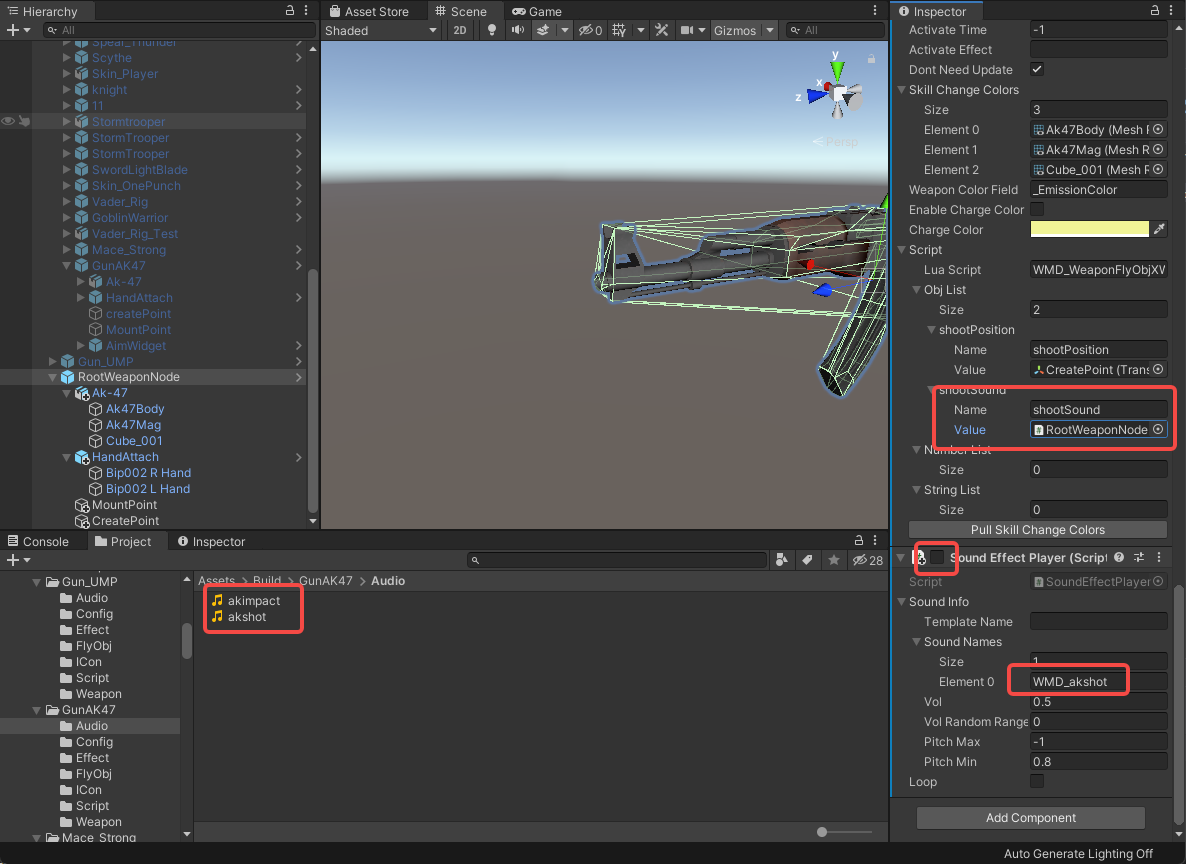 Hierarchy
All
Spear_Thunder
Scythe
Skin_Player
knight
11
Stormtrooper
StormTrooper
StormTrooper
SwordLightBlade
Skin_OnePunch
Vader_Rig
GoblinWarrior
Vader_Rig_Test
Mace_Strong
GunAK47
Ak-47
HandAttach
createPoint
MountPoint
AimWidget
Gun_UMP
RootWeaponNode
Ak-47
Ak47Body
Ak47Mag
Cube_001
HandAttach
Bip002 R Hand
Bip002 L Hand
MountPoint
CreatePoint
Asset Store
Scene
Game
Shaded
2D
0
Gizmos
All
y
x
z
Persp
Inspector
Activate Time
-1
Activate Effect
Dont Need Update
Skill Change Colors
Size
3
Element 0
Ak47Body (Mesh R
Element 1
Ak47Mag (Mesh R
Element 2
Cube_001 (Mesh R
Weapon Color Field
_EmissionColor
Enable Charge Color
Charge Color
Script
Lua Script
WMD_WeaponFlyObjXW
Obj List
Size
2
shootPosition
Name
shootPosition
Value
CreatePoint (Trans
shootSound
Name
shootSound
Value
RootWeaponNode
Number List
Size
0
String List
Size
0
Pull Skill Change Colors
Sound Effect Player (Script
Script
SoundEffectPlayer
Sound Info
Template Name
Sound Names
Size
1
Element 0
WMD_akshot
Vol
0.5
Vol Random Range
0
Pitch Max
-1
Pitch Min
0.8
Loop
Add Component
Console
Project
Inspector
28
Gun_UMP
Audio
Config
Effect
FlyObj
ICon
Script
Weapon
GunAK47
Audio
Config
Effect
FlyObj
ICon
Script
Weapon
Mace_Strong
Assets > Build > GunAK47 > Audio
akimpact
akshot
Auto Generate Lighting Off